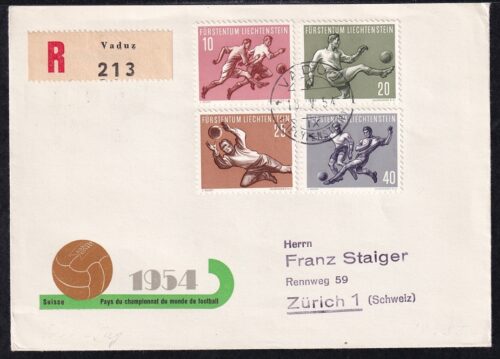 R
Vaduz
213
FÜRSTENTUM LIECHTENSTEIN
10
FÜRSTENTUM LIECHTENSTEIN
20
VADUZ
FÜRSTENTUM LIECHTENSTEIN
25
FÜRSTENTUM LIECHTENSTEIN
40
1954
Suisse
Pays du championnat du monde de football
Herrn
Franz Staiger
Rennweg 59
Zürich 1 (Schweiz)